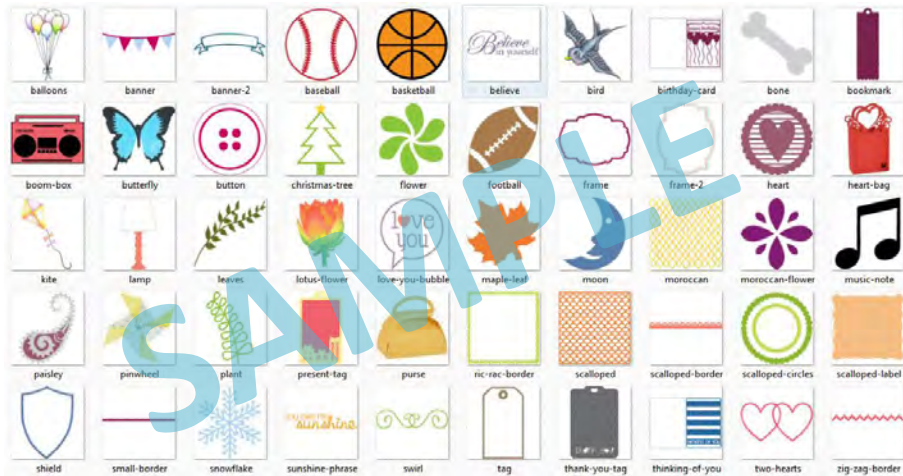 Believe
in yourself
balloons banner banner-2 baseball basketball believe bird birthday-card bone bookmark
boom-box butterfly button christmas-tree flower football frame frame-2 heart heart-bag
love
you
kite lamp leaves lotus-flower love-you-bubble maple-leaf moon moroccan moroccan-flower music-note
paisley pinwheel plant present-tag purse ric-rac-border scalloped scalloped-border scalloped-circles scalloped-label
sunshine
shield small-border snowflake sunshine-phrase swirl tag thank-you-tag thinking-of-you two-hearts zig-zag-border
SAMPLE